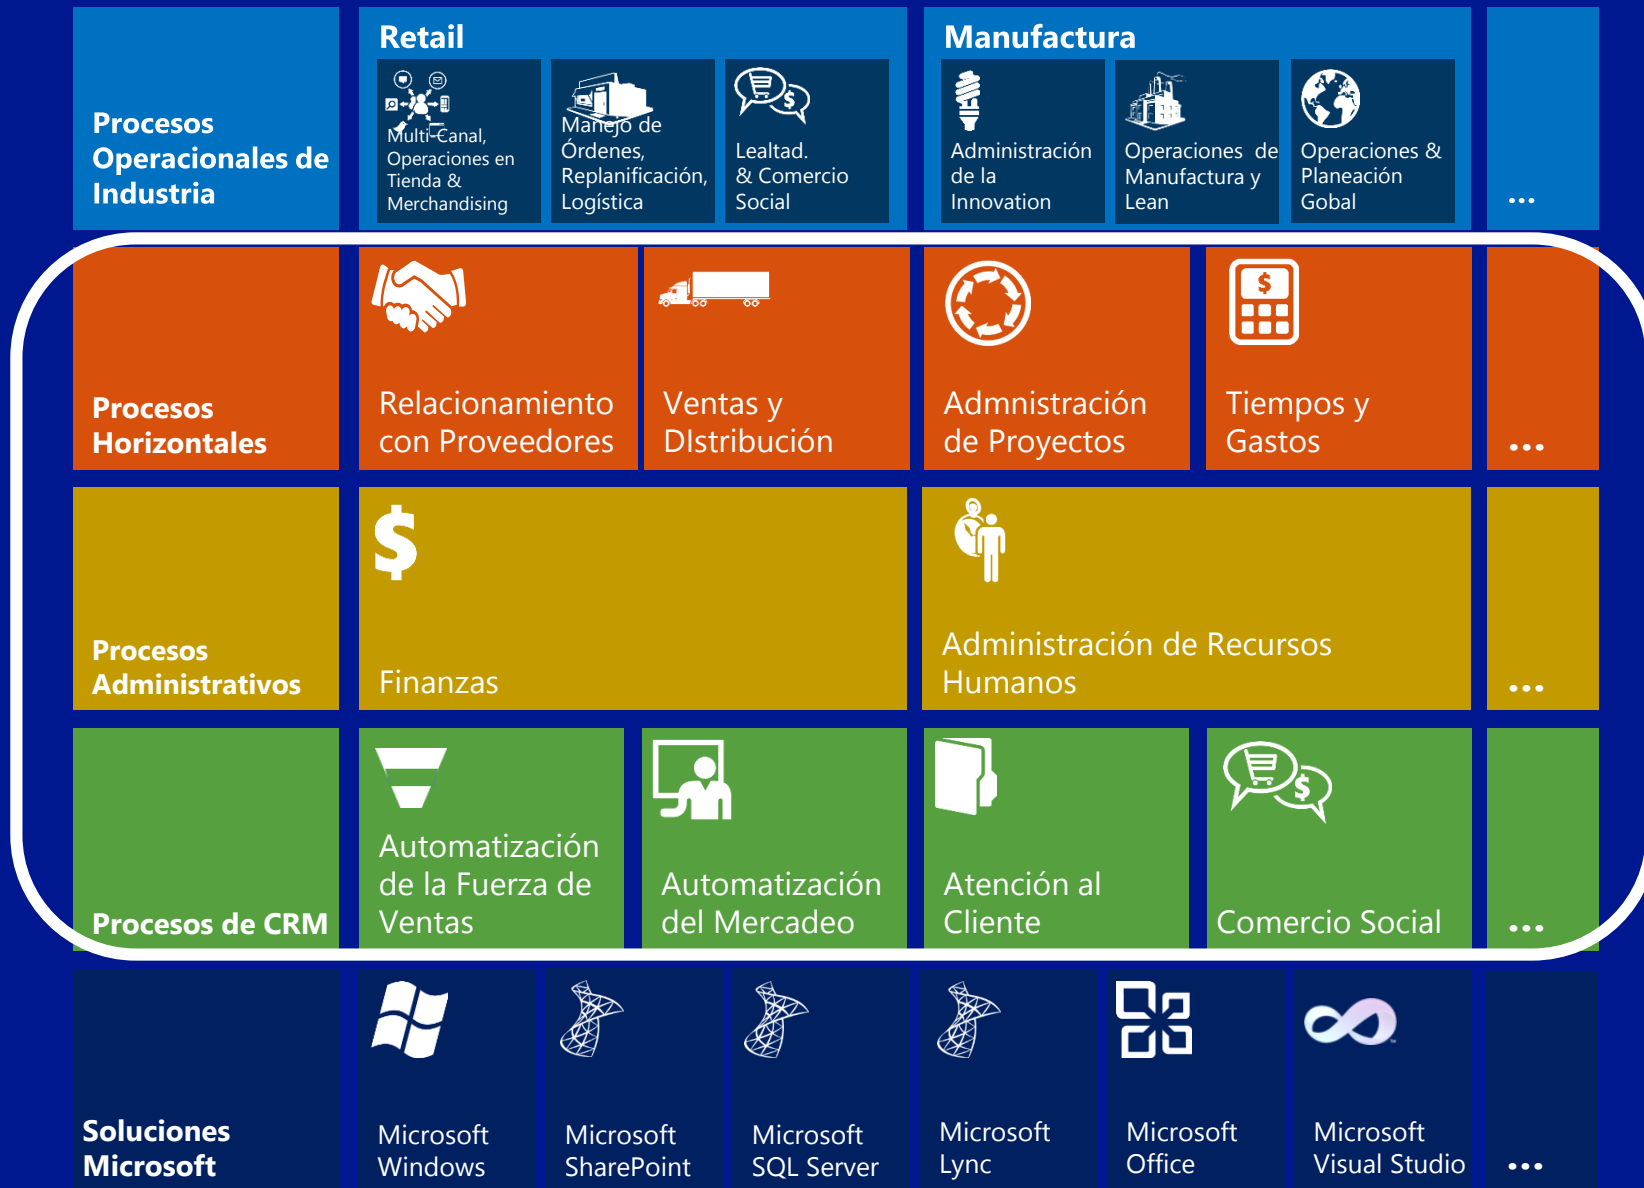 Procesos
Operacionales de
Industria
Retail
Multi-Canal,
Operaciones en
Tienda &
Merchandising
Manejo de
Órdenes,
Replanificación,
Logística
Lealtad.
& Comercio
Social
Manufactura
Administración
de la
Innovation
Operaciones de
Manufactura y
Lean
Operaciones &
Planeación
Gobal
...
Procesos
Horizontales
Relacionamiento
con Proveedores
Ventas y
DIstribución
Admnistración
de Proyectos
$
Tiempos y
Gastos
...
Procesos
Administrativos
$
Finanzas
Administración de Recursos
Humanos
...
Procesos de CRM
Automatización
de la Fuerza de
Ventas
Automatización
del Mercadeo
Atención al
Cliente
$
Comercio Social
...
Soluciones
Microsoft
Microsoft
Windows
Microsoft
SharePoint
Microsoft
SQL Server
Microsoft
Lync
Microsoft
Office
Microsoft
Visual Studio
...